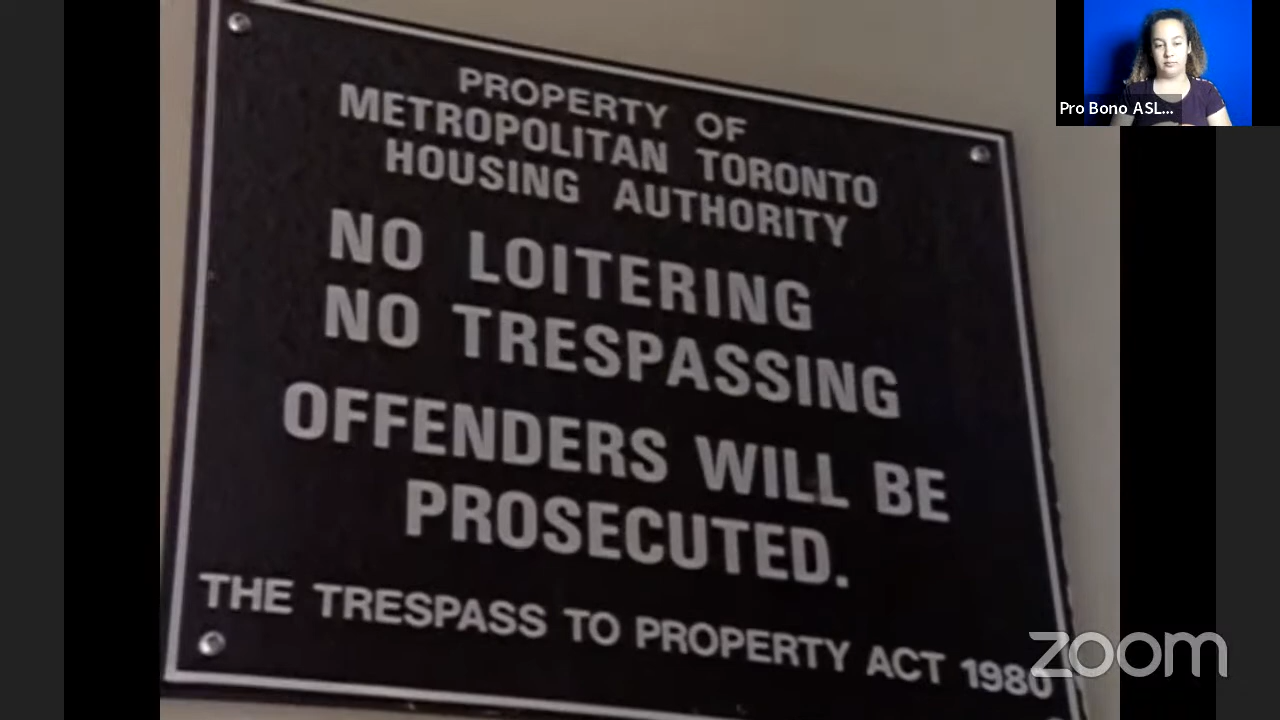 PROPERTY OF
METROPOLITAN TORONTO
HOUSING AUTHORITY
NO LOITERING
NO TRESPASSING
OFFENDERS WILL BE
PROSECUTED.
THE TRESPASS TO PROPERTY ACT 1980
Pro Bono ASL...
zoom